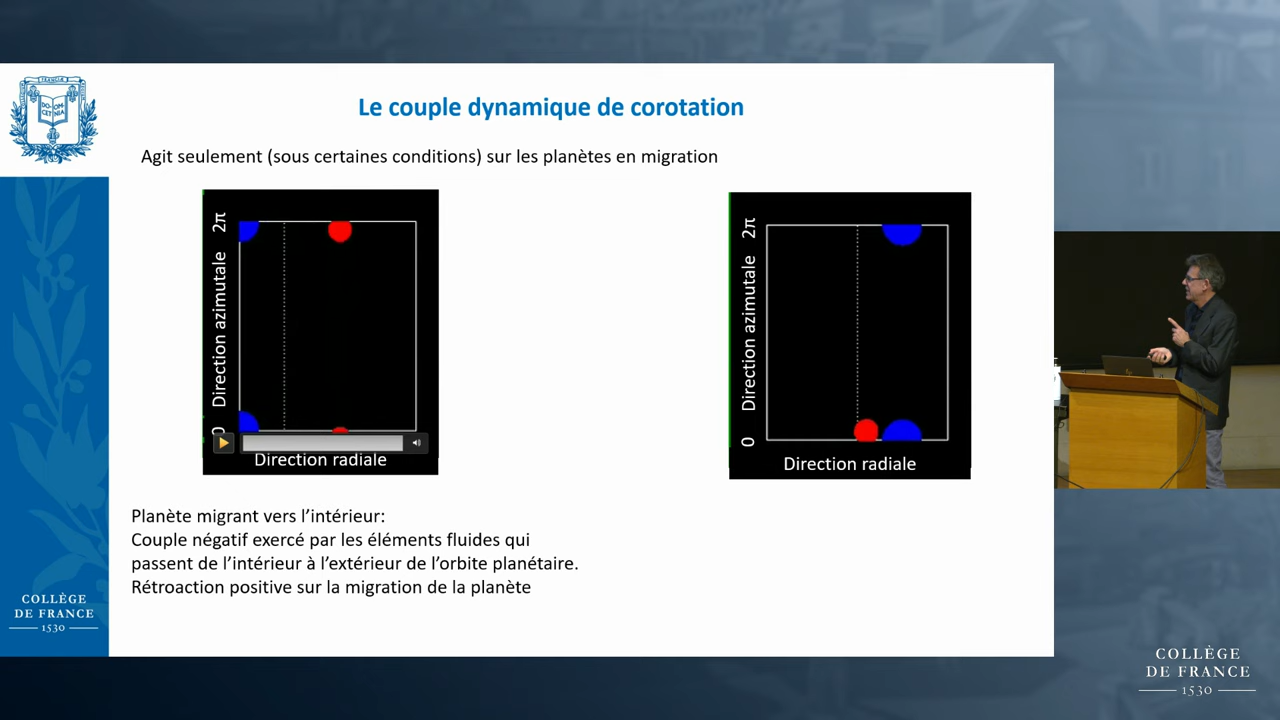 Le couple dynamique de corotation
Agit seulement (sous certaines conditions) sur les planètes en migration
2π
Direction azimutale
0
Direction radiale
2π
Direction azimutale
0
Direction radiale
Planète migrant vers l’intérieur:
Couple négatif exercé par les éléments fluides qui
passent de l’intérieur à l’extérieur de l’orbite planétaire.
Rétroaction positive sur la migration de la planète
COLLÈGE
DE FRANCE
1530
COLLÈGE
DE FRANCE
1530